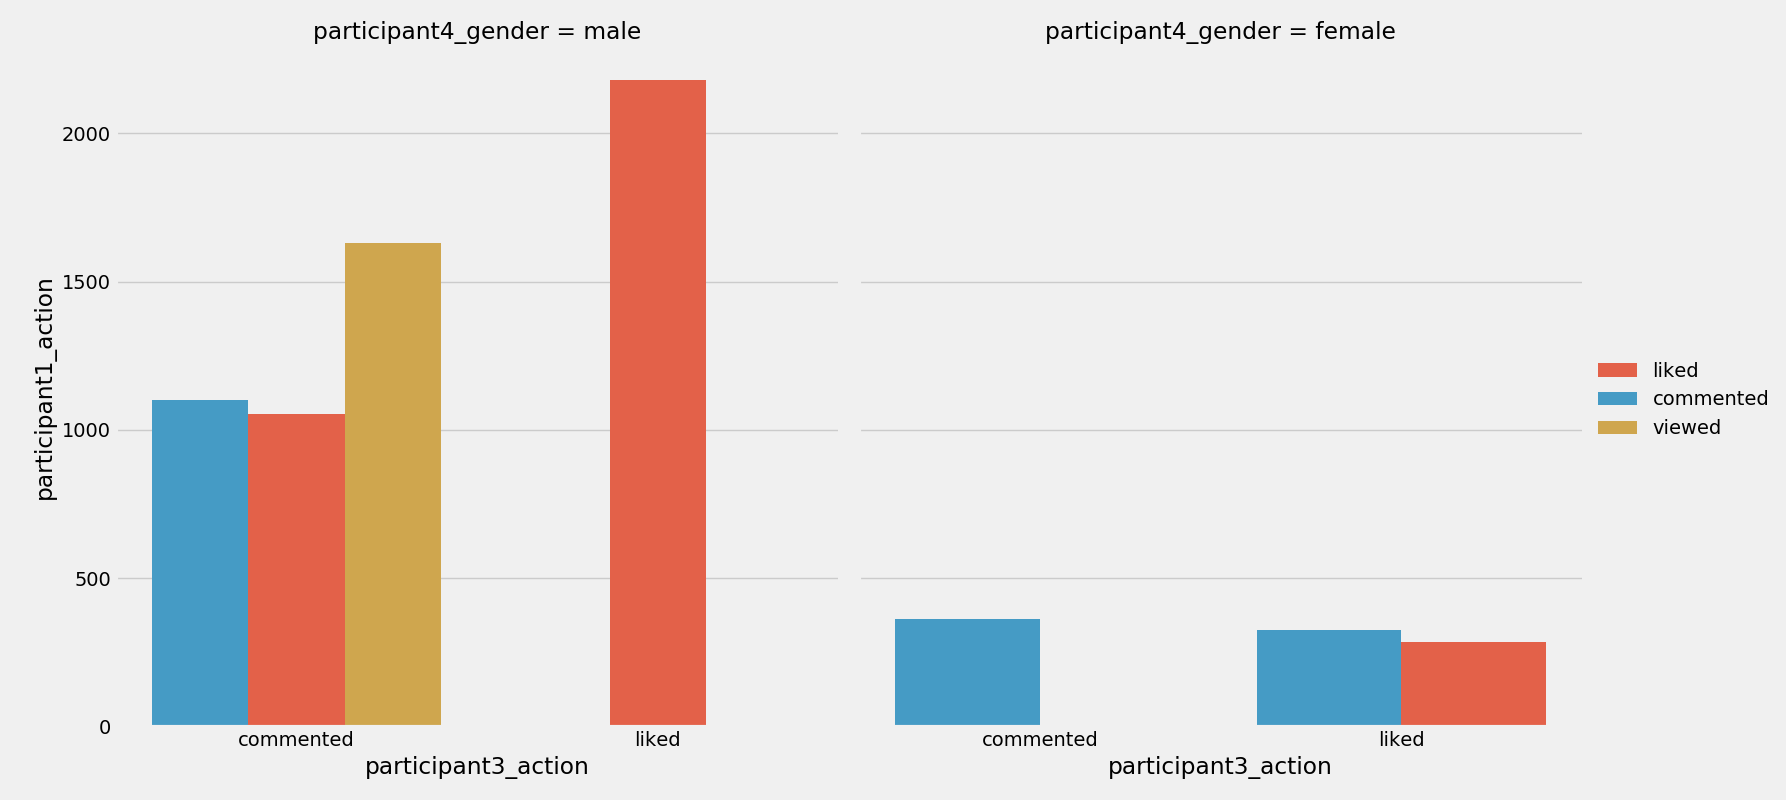 participant4_gender = male
participant4_gender = female
participant1_action
2000
1500
1000
500
0
commented
liked
commented
liked
participant3_action
participant3_action
liked
commented
viewed